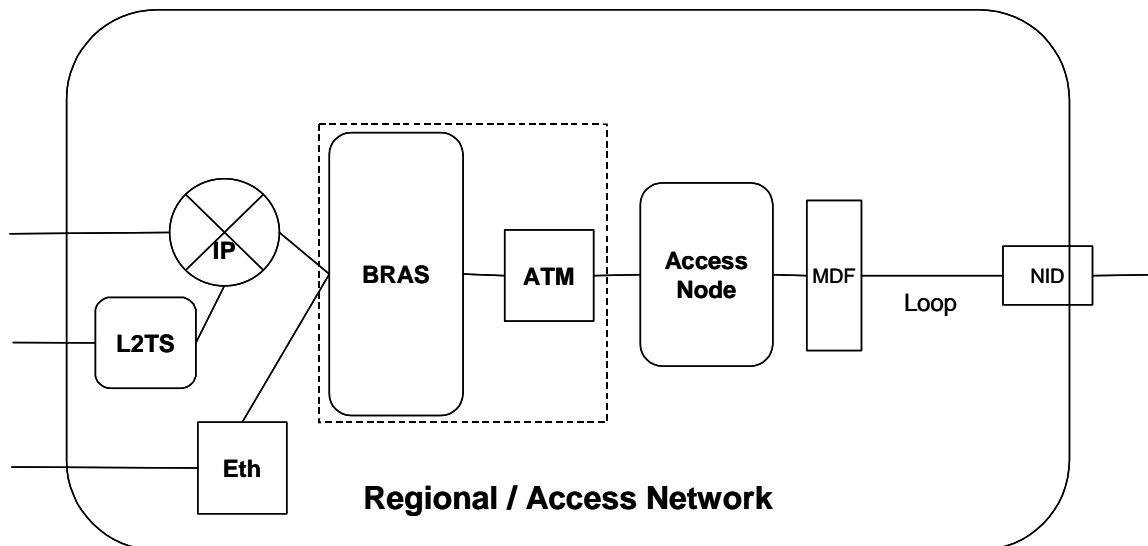 IP
L2TS
Eth
BRAS
ATM
Access
Node
MDF
Loop
NID
Regional / Access Network